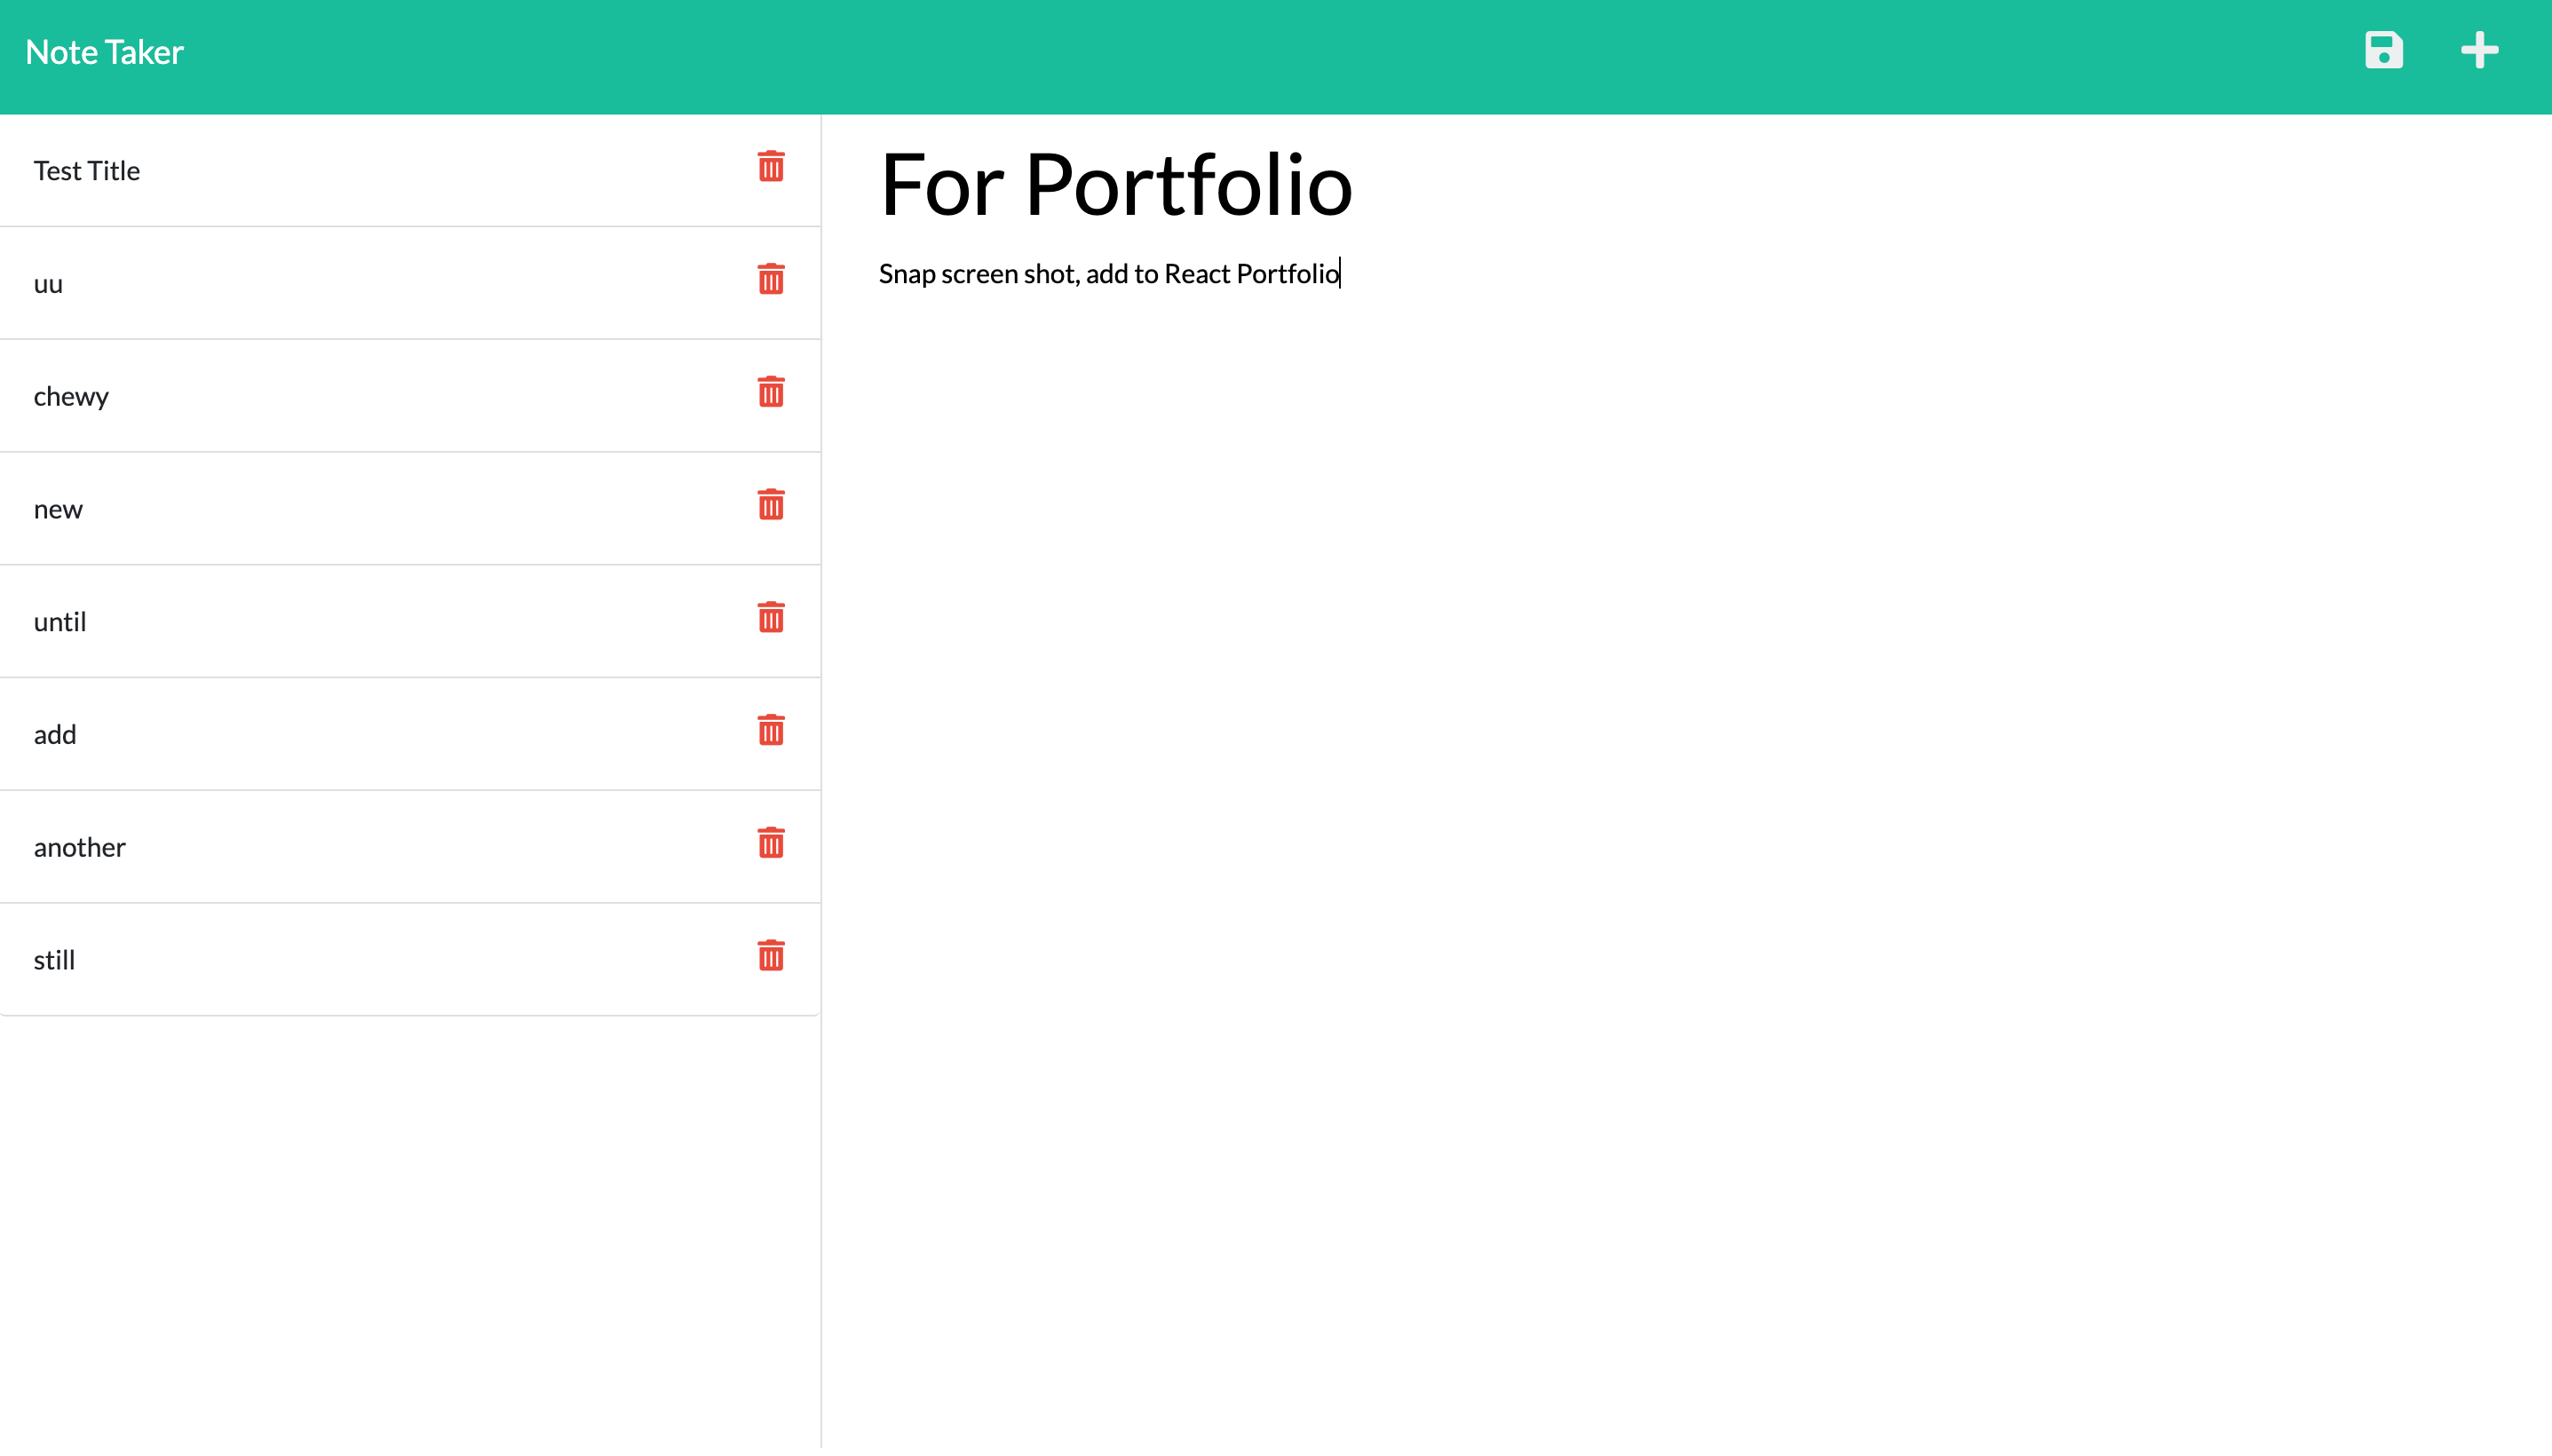 Note Taker
Test Title
uu
chewy
new
until
add
another
still
For Portfolio
Snap screen shot, add to React Portfolio